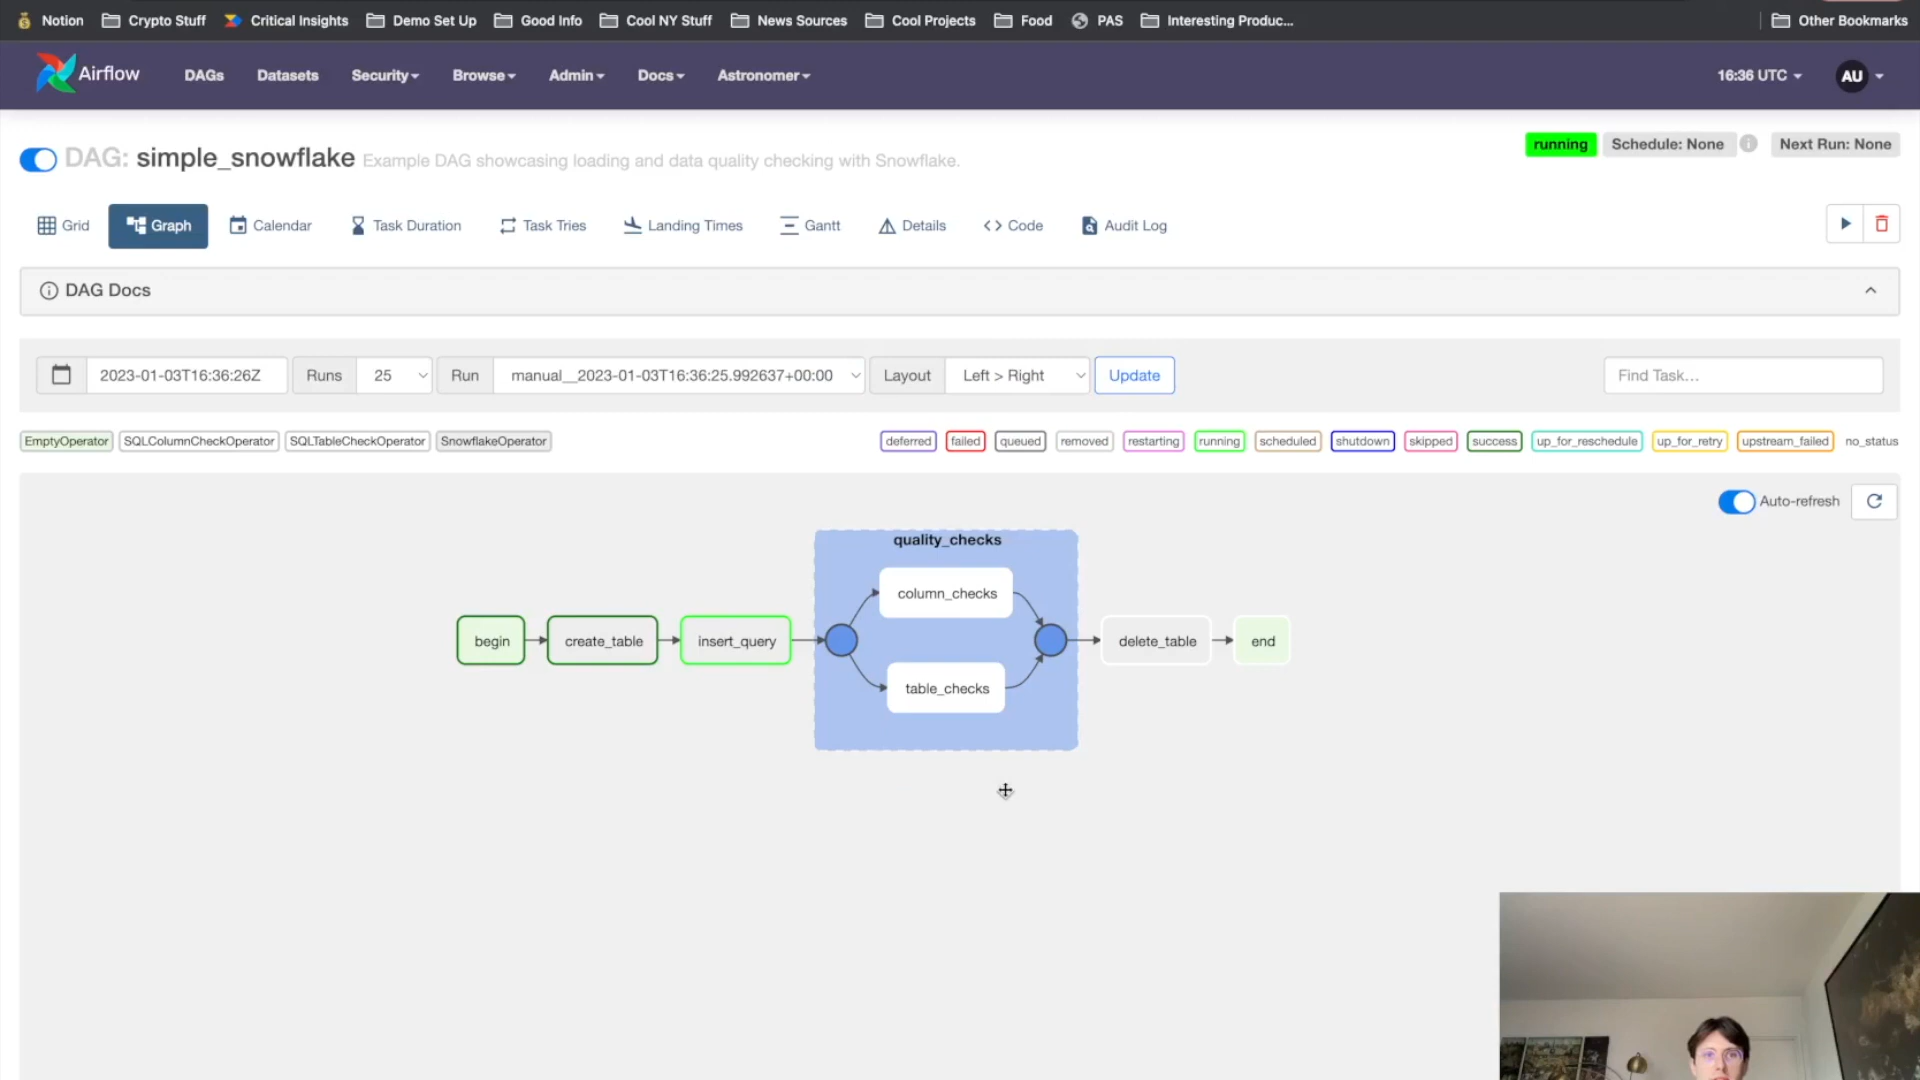 Notion Crypto Stuff Critical Insights Demo Set Up Good Info Cool NY Stuff News Sources Cool Projects Food PAS Interesting Produc... Other Bookmarks
Airflow DAGs Datasets Security Browse Admin Docs Astronomer 16:36 UTC AU
DAG: simple_snowflake Example DAG showcasing loading and data quality checking with Snowflake. running Schedule: None Next Run: None
Grid Graph Calendar Task Duration Task Tries Landing Times Gantt Details Code Audit Log
DAG Docs
2023-01-03T16:36:26Z Runs 25 Run manual__2023-01-03T16:36:25.992637+00:00 Layout Left > Right Update Find Task...
EmptyOperator SQLColumnCheckOperator SQLTableCheckOperator SnowflakeOperator deferred failed queued removed restarting running scheduled shutdown skipped success up_for_reschedule up_for_retry upstream_failed no_status
Auto-refresh
quality_checks
column_checks
begin create_table insert_query delete_table end
table_checks